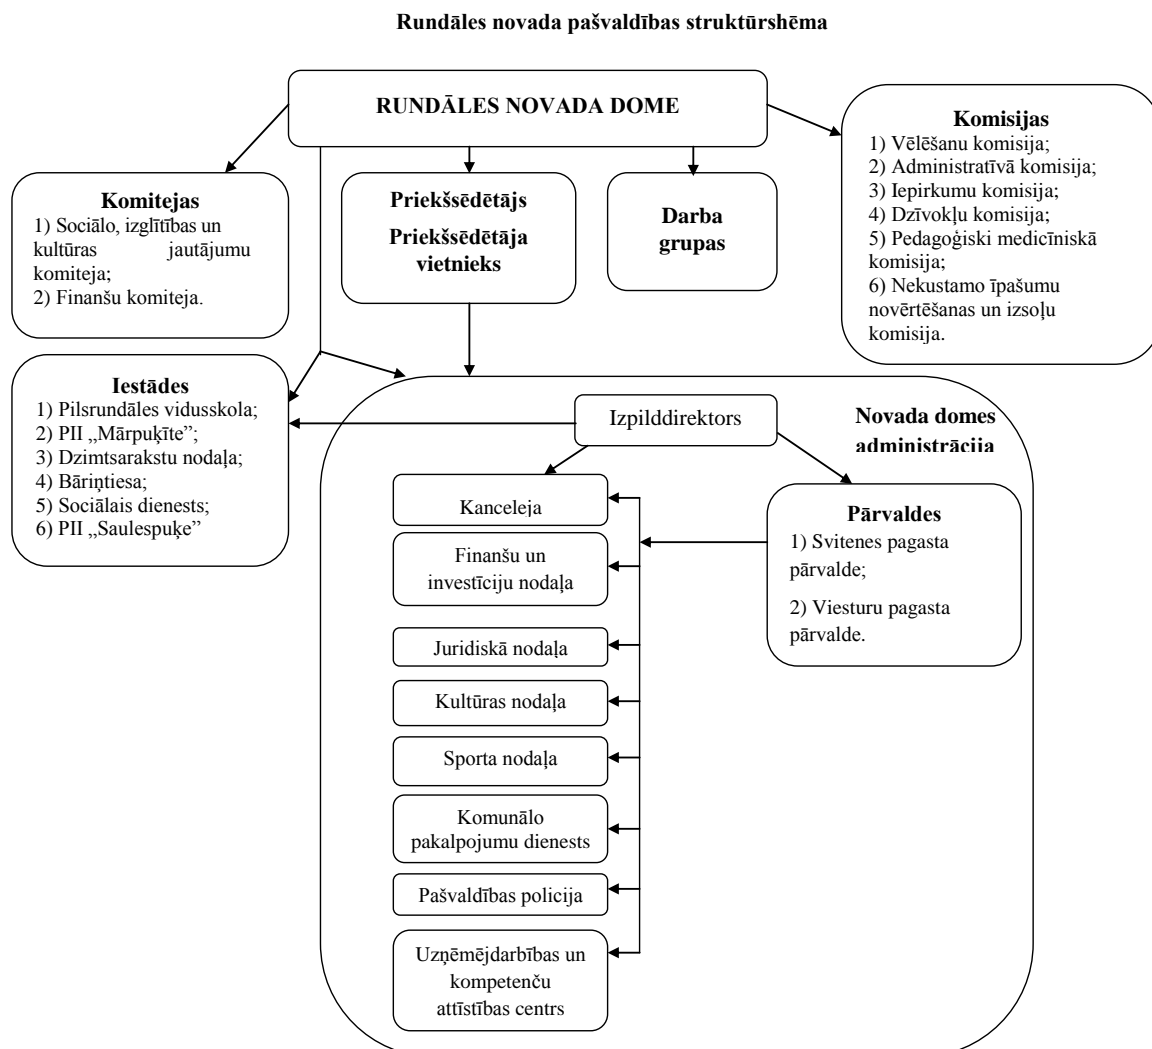 Rundāles novada pašvaldības struktūrshēma
RUNDĀLES NOVADA DOME
Komisijas
1) Vēlēšanu komisija;
2) Administratīvā komisija;
3) Iepirkumu komisija;
4) Dzīvokļu komisija;
5) Pedagoģiski medicīniskā
komisija;
6) Nekustamo īpašumu
novērtēšanas un izsoļu
komisija.
Komitejas
1) Sociālo, izglītības un
kultūras jautājumu
komiteja;
2) Finanšu komiteja.
Priekšsēdētājs
Priekšsēdētāja
vietnieks
Darba
grupas
Iestādes
1) Pilsrundāles vidusskola;
2) PII „Mārpuķīte”;
3) Dzimtsarakstu nodaļa;
4) Bāriņtiesa;
5) Sociālais dienests;
6) PII „Saulespuķe”
Izpilddirektors
Novada domes
administrācija
Kanceleja
Finanšu un
investīciju nodaļa
Juridiskā nodaļa
Kultūras nodaļa
Sporta nodaļa
Komunālo
pakalpojumu dienests
Pašvaldības policija
Uzņēmējdarbības un
kompetenču
attīstības centrs
Pārvaldes
1) Svitenes pagasta
pārvalde;
2) Viesturu pagasta
pārvalde.